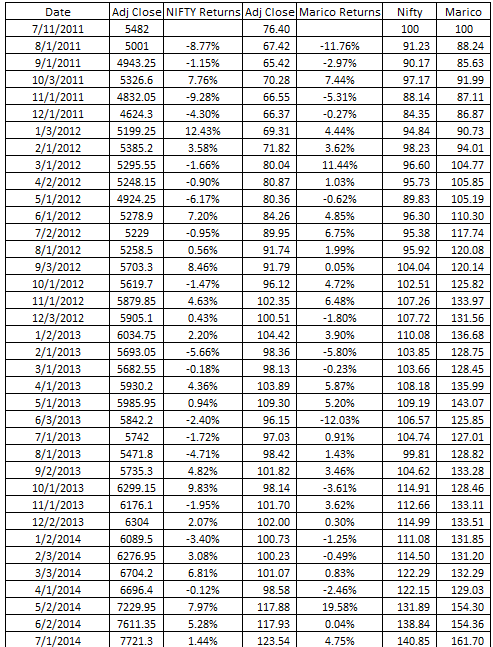 Date Adj Close NIFTY Returns Adj Close Marico Returns Nifty Marico
7/11/2011 5482 76.40 100 100
8/1/2011 5001 -8.77% 67.42 -11.76% 91.23 88.24
9/1/2011 4943.25 -1.15% 65.42 -2.97% 90.17 85.63
10/3/2011 5326.6 7.76% 70.28 7.44% 97.17 91.99
11/1/2011 4832.05 -9.28% 66.55 -5.31% 88.14 87.11
12/1/2011 4624.3 -4.30% 66.37 -0.27% 84.35 86.87
1/3/2012 5199.25 12.43% 69.31 4.44% 94.84 90.73
2/1/2012 5385.2 3.58% 71.82 3.62% 98.23 94.01
3/1/2012 5295.55 -1.66% 80.04 11.44% 96.60 104.77
4/2/2012 5248.15 -0.90% 80.87 1.03% 95.73 105.85
5/1/2012 4924.25 -6.17% 80.36 -0.62% 89.83 105.19
6/1/2012 5278.9 7.20% 84.26 4.85% 96.30 110.30
7/2/2012 5229 -0.95% 89.95 6.75% 95.38 117.74
8/1/2012 5258.5 0.56% 91.74 1.99% 95.92 120.08
9/3/2012 5703.3 8.46% 91.79 0.05% 104.04 120.14
10/1/2012 5619.7 -1.47% 96.12 4.72% 102.51 125.82
11/1/2012 5879.85 4.63% 102.35 6.48% 107.26 133.97
12/3/2012 5905.1 0.43% 100.51 -1.80% 107.72 131.56
1/2/2013 6034.75 2.20% 104.42 3.90% 110.08 136.68
2/1/2013 5693.05 -5.66% 98.36 -5.80% 103.85 128.75
3/1/2013 5682.55 -0.18% 98.13 -0.23% 103.66 128.45
4/1/2013 5930.2 4.36% 103.89 5.87% 108.18 135.99
5/1/2013 5985.95 0.94% 109.30 5.20% 109.19 143.07
6/3/2013 5842.2 -2.40% 96.15 -12.03% 106.57 125.85
7/1/2013 5742 -1.72% 97.03 0.91% 104.74 127.01
8/1/2013 5471.8 -4.71% 98.42 1.43% 99.81 128.82
9/2/2013 5735.3 4.82% 101.82 3.46% 104.62 133.28
10/1/2013 6299.15 9.83% 98.14 -3.61% 114.91 128.46
11/1/2013 6176.1 -1.95% 101.70 3.62% 112.66 133.11
12/2/2013 6304 2.07% 102.00 0.30% 114.99 133.51
1/2/2014 6089.5 -3.40% 100.73 -1.25% 111.08 131.85
2/3/2014 6276.95 3.08% 100.23 -0.49% 114.50 131.20
3/3/2014 6704.2 6.81% 101.07 0.83% 122.29 132.29
4/1/2014 6696.4 -0.12% 98.58 -2.46% 122.15 129.03
5/2/2014 7229.95 7.97% 117.88 19.58% 131.89 154.30
6/2/2014 7611.35 5.28% 117.93 0.04% 138.84 154.36
7/1/2014 7721.3 1.44% 123.54 4.75% 140.85 161.70